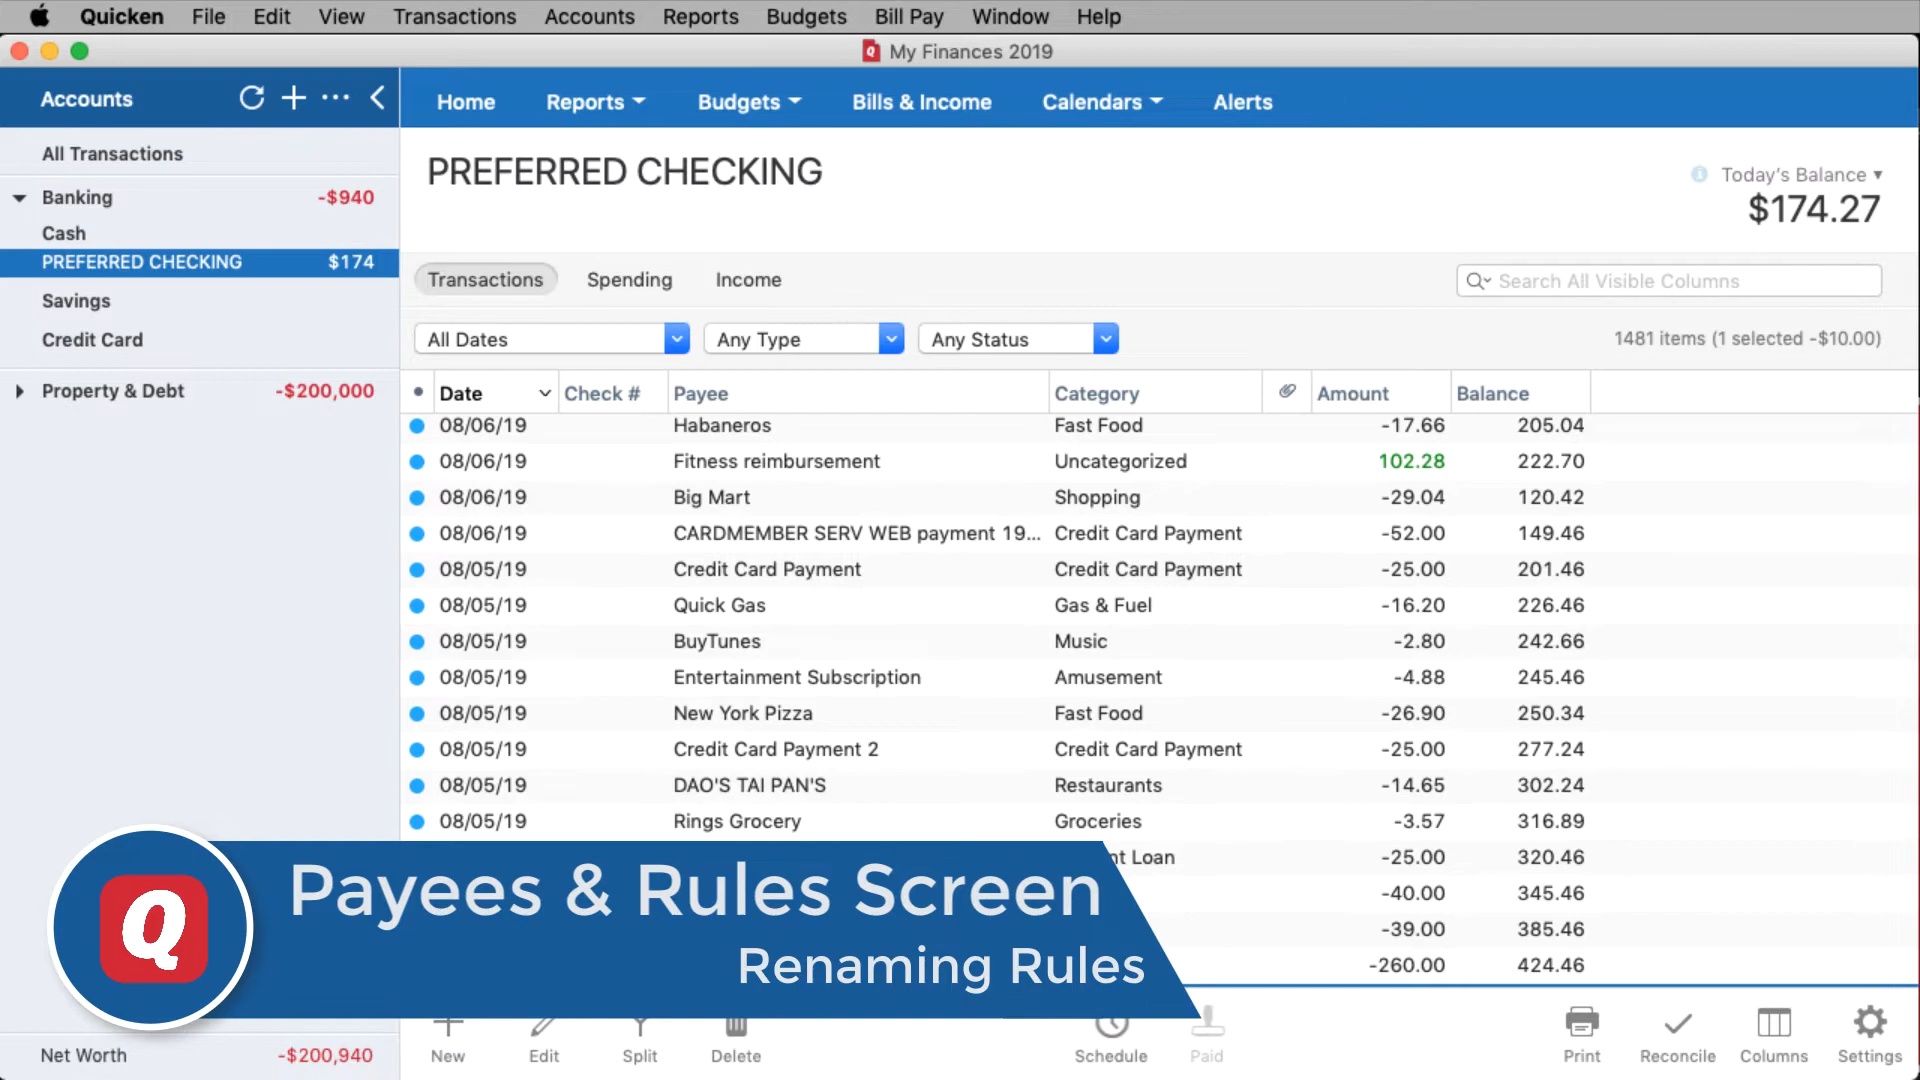 Quicken File Edit View Transactions Accounts Reports Budgets Bill Pay Window Help
My Finances 2019
Accounts
Home Reports Budgets Bills & Income Calendars Alerts
All Transactions
Banking -$940
Cash
PREFERRED CHECKING $174
Savings
Credit Card
Property & Debt -$200,000
PREFERRED CHECKING
Today's Balance
$174.27
Transactions Spending Income
Search All Visible Columns
All Dates Any Type Any Status
1481 items (1 selected -$10.00)
Date Check # Payee Category Amount Balance
08/06/19 Habaneros Fast Food -17.66 205.04
08/06/19 Fitness reimbursement Uncategorized 102.28 222.70
08/06/19 Big Mart Shopping -29.04 120.42
08/06/19 CARDMEMBER SERV WEB payment 19... Credit Card Payment -52.00 149.46
08/05/19 Credit Card Payment Credit Card Payment -25.00 201.46
08/05/19 Quick Gas Gas & Fuel -16.20 226.46
08/05/19 BuyTunes Music -2.80 242.66
08/05/19 Entertainment Subscription Amusement -4.88 245.46
08/05/19 New York Pizza Fast Food -26.90 250.34
08/05/19 Credit Card Payment 2 Credit Card Payment -25.00 277.24
08/05/19 DAO'S TAI PAN'S Restaurants -14.65 302.24
08/05/19 Rings Grocery Groceries -3.57 316.89
Loan -25.00 320.46
-40.00 345.46
-39.00 385.46
-260.00 424.46
Q
Payees & Rules Screen
Renaming Rules
Net Worth -$200,940
New Edit Split Delete Schedule Paid Print Reconcile Columns Settings